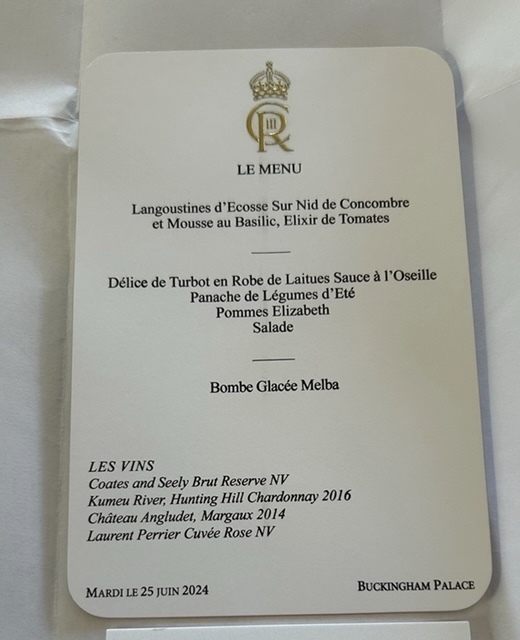 CIIIR
LE MENU
Langoustines d'Ecosse Sur Nid de Concombre
et Mousse au Basilic, Elixir de Tomates
Délice de Turbot en Robe de Laitues Sauce à l'Oseille
Panache de Légumes d'Eté
Pommes Elizabeth
Salade
Bombe Glacée Melba
LES VINS
Coates and Seely Brut Reserve NV
Kumeu River, Hunting Hill Chardonnay 2016
Château Angludet, Margaux 2014
Laurent Perrier Cuvée Rose NV
MARDI LE 25 JUIN 2024
BUCKINGHAM PALACE